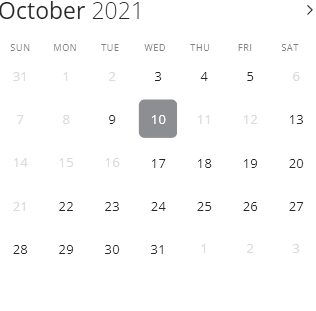 October 2021
SUN MON TUE WED THU FRI SAT
31 1 2 3 4 5 6
7 8 9 10 11 12 13
14 15 16 17 18 19 20
21 22 23 24 25 26 27
28 29 30 31 1 2 3